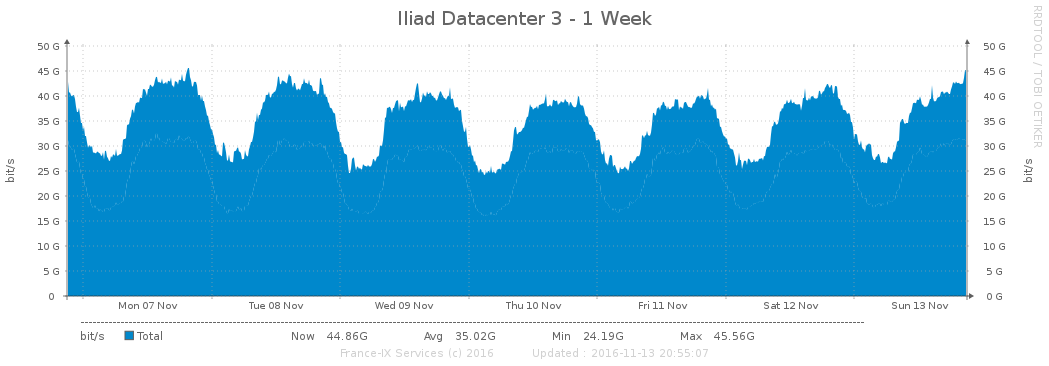 Iliad Datacenter 3 - 1 Week
RRDTOOL / TOBI OETIKER
50 G 50 G
45 G 45 G
40 G 40 G
35 G 35 G
30 G 30 G
25 G 25 G
20 G 20 G
15 G 15 G
10 G 10 G
5 G 5 G
0 0 G
bit/s bit/s
Mon 07 Nov Tue 08 Nov Wed 09 Nov Thu 10 Nov Fri 11 Nov Sat 12 Nov Sun 13 Nov
bit/s Total Now 44.86G Avg 35.02G Min 24.19G Max 45.56G
France-IX Services (c) 2016 Updated : 2016-11-13 20:55:07